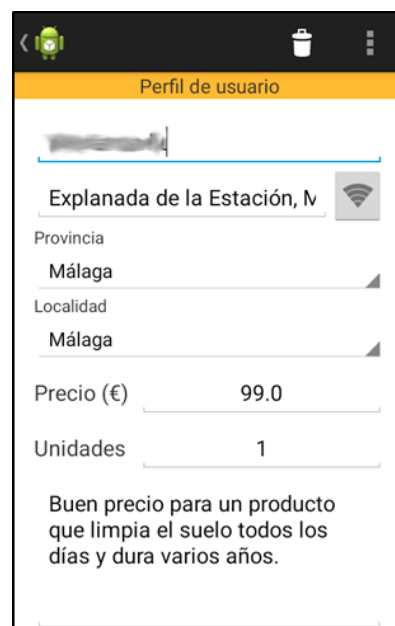 Perfil de usuario
Explanada de la Estación, M
Provincia
Málaga
Localidad
Málaga
Precio (€) 99.0
Unidades 1
Buen precio para un producto
que limpia el suelo todos los
días y dura varios años.